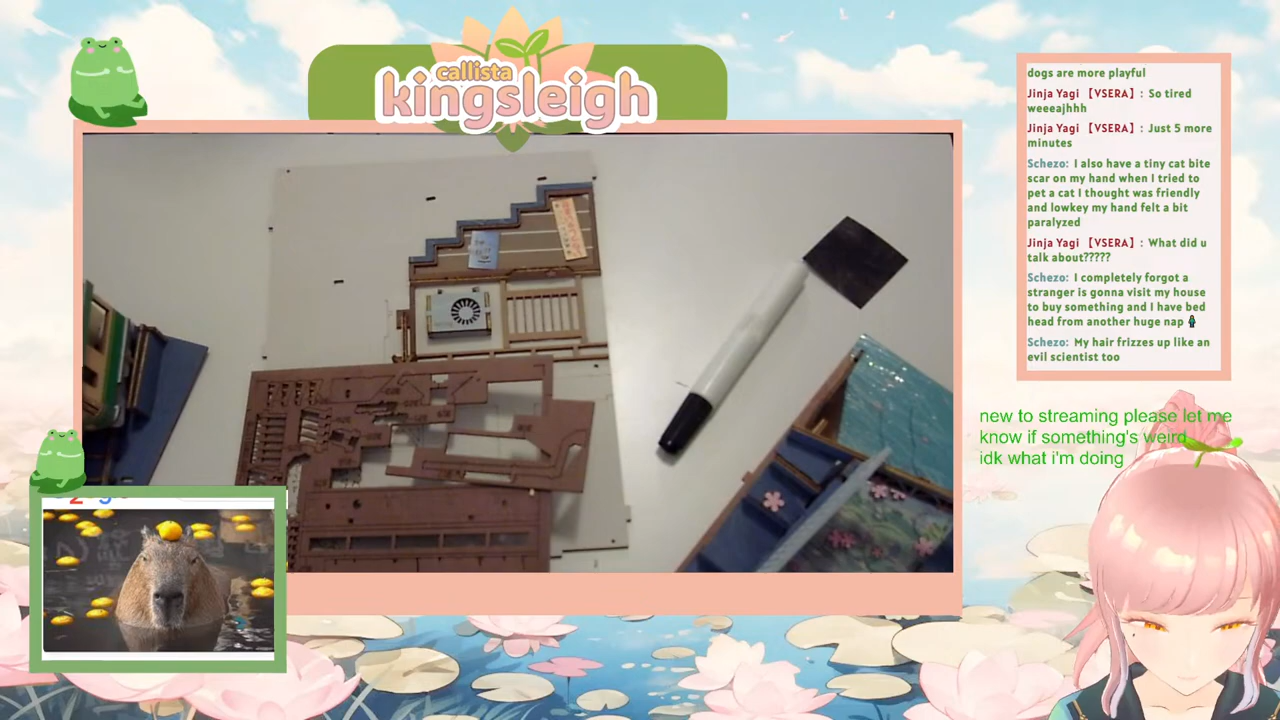 callista
kingsleigh
dogs are more playful
Jinja Yagi 【VSERA】: So tired
weeeajhhh
Jinja Yagi 【VSERA】: Just 5 more
minutes
Schezo: I also have a tiny cat bite
scar on my hand when I tried to
pet a cat I thought was friendly
and lowkey my hand felt a bit
paralyzed
Jinja Yagi 【VSERA】: What did u
talk about?????
Schezo: I completely forgot a
stranger is gonna visit my house
to buy something and I have bed
head from another huge nap
Schezo: My hair frizzes up like an
evil scientist too
new to streaming please let me
know if something's weird
idk what i'm doing